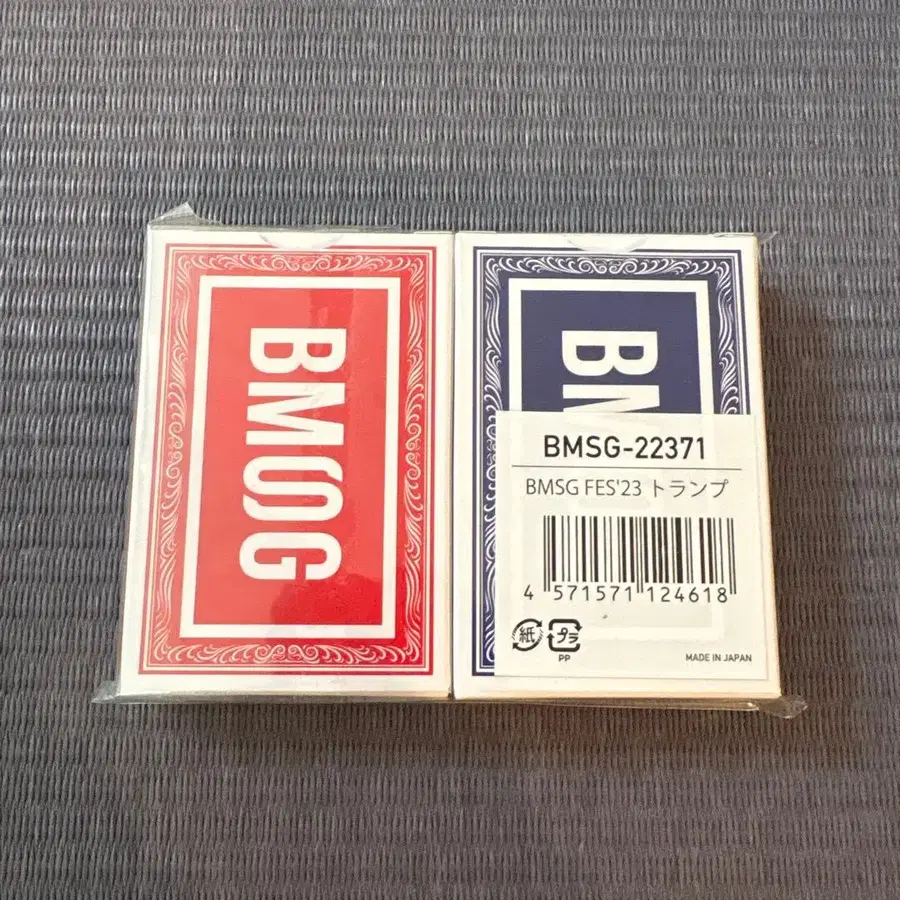 BMSG
BM
BMSG-22371
BMSG FES'23 トランプ
4 571571 124618
紙
プラ
PP
MADE IN JAPAN